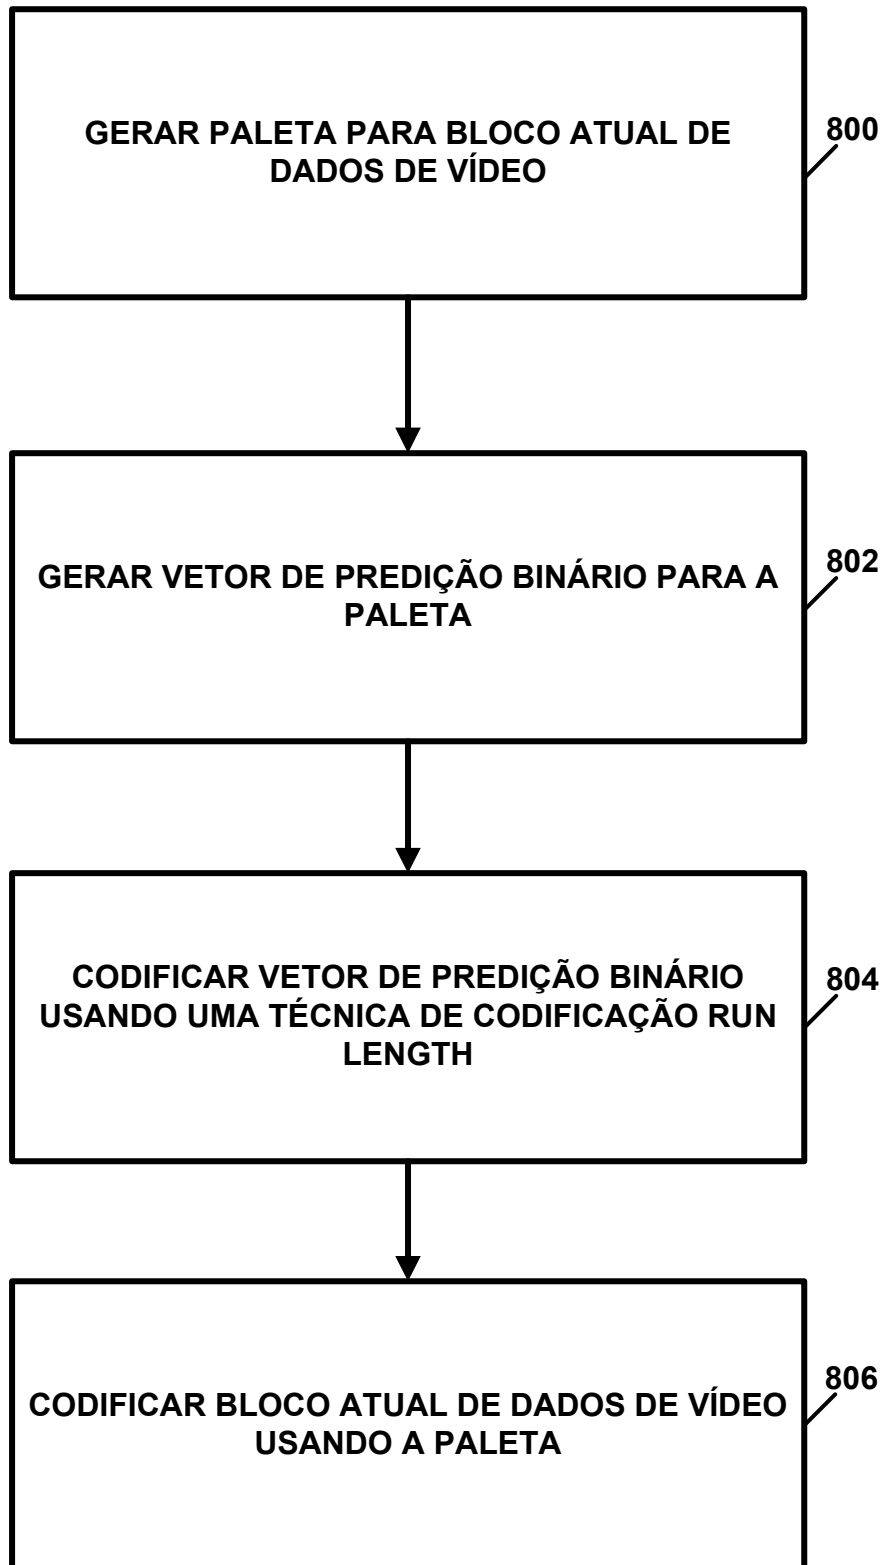 GERAR PALETA PARA BLOCO ATUAL DE
DADOS DE VÍDEO
800
GERAR VETOR DE PREDIÇÃO BINÁRIO PARA A
PALETA
802
CODIFICAR VETOR DE PREDIÇÃO BINÁRIO
USANDO UMA TÉCNICA DE CODIFICAÇÃO RUN
LENGTH
804
CODIFICAR BLOCO ATUAL DE DADOS DE VÍDEO
USANDO A PALETA
806